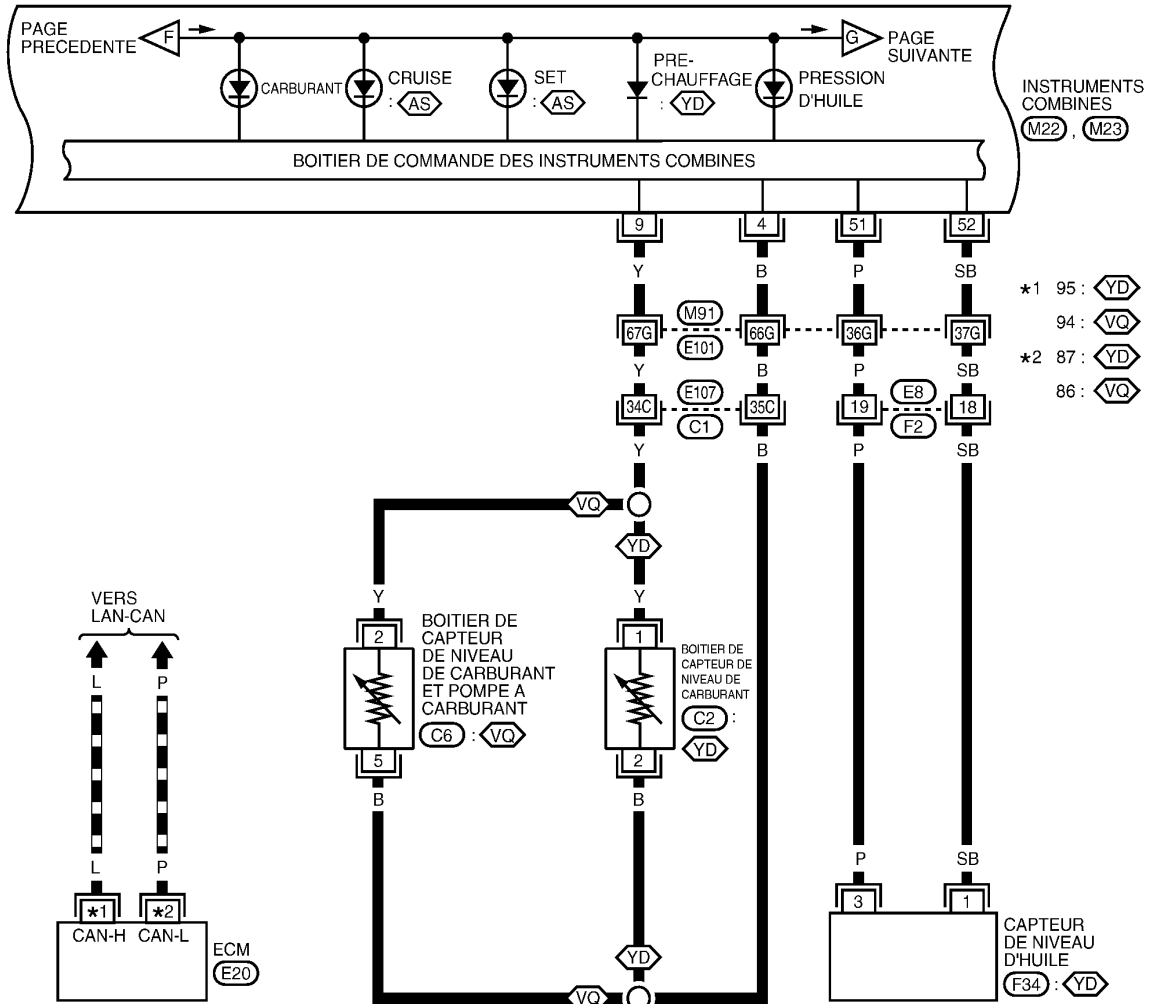 PAGE
PRECEDENTE
F
G
PAGE
SUIVANTE
CARBURANT
CRUISE
: AS
SET
: AS
PRE-
CHAUFFAGE
: YD
PRESSION
D'HUILE
INSTRUMENTS
COMBINES
M22 , M23
BOITIER DE COMMANDE DES INSTRUMENTS COMBINES
9 4 51 52
Y B P SB
★1 95 : YD
94 : VQ
★2 87 : YD
86 : VQ
67G M91 66G 36G 37G
E101
Y B P SB
34C E107 35C 19 E8 18
C1 F2
Y B P SB
VQ
YD
Y Y
VERS
LAN-CAN
2
BOITIER DE
CAPTEUR
DE NIVEAU
DE CARBURANT
ET POMPE A
CARBURANT
C6 : VQ
5
B
1
BOITIER DE
CAPTEUR DE
NIVEAU DE
CARBURANT
C2 :
YD
2
B
L P
L P
★1 ★2
CAN-H CAN-L
ECM
E20
YD
VQ
P SB
3 1
CAPTEUR
DE NIVEAU
D'HUILE
F34 : YD